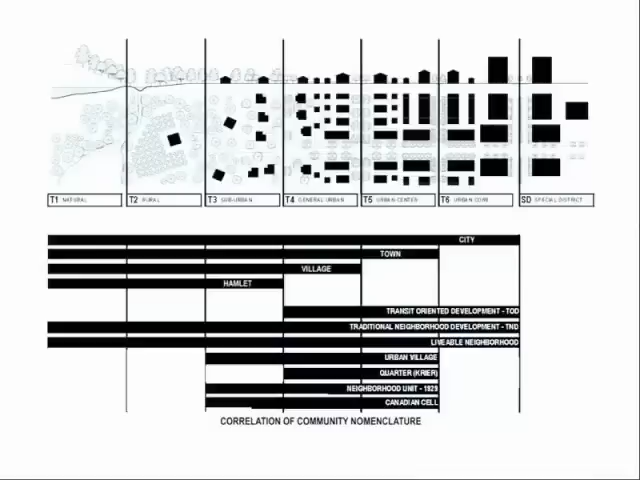 T1 NATURAL
T2 RURAL
T3 SUB-URBAN
T4 GENERAL URBAN
T5 URBAN CENTER
T6 URBAN CORE
SD SPECIAL DISTRICT
CITY
TOWN
VILLAGE
HAMLET
TRANSIT ORIENTED DEVELOPMENT - TOD
TRADITIONAL NEIGHBORHOOD DEVELOPMENT - TND
LIVEABLE NEIGHBORHOOD
URBAN VILLAGE
QUARTER (KRIER)
NEIGHBORHOOD UNIT - 1929
CANADIAN CELL
CORRELATION OF COMMUNITY NOMENCLATURE